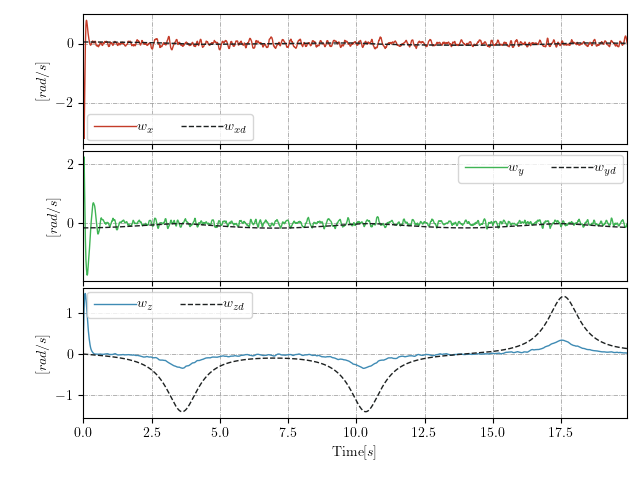 0
−2
[rad/s]
w_x w_xd
2
0
[rad/s]
w_y w_yd
1
0
−1
[rad/s]
w_z w_zd
0.0 2.5 5.0 7.5 10.0 12.5 15.0 17.5
Time[s]